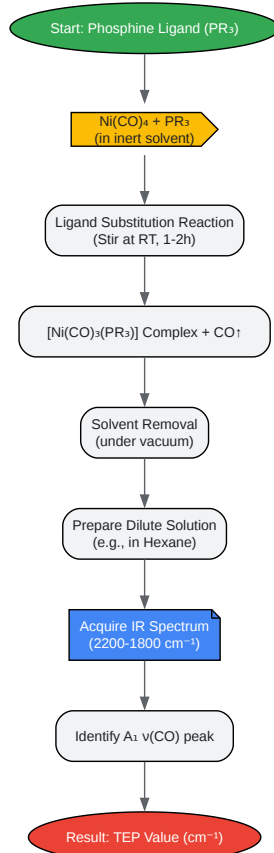 Start: Phosphine Ligand (PR₃)
Ni(CO)₄ + PR₃
(in inert solvent)
Ligand Substitution Reaction
(Stir at RT, 1-2h)
[Ni(CO)₃(PR₃)] Complex + CO↑
Solvent Removal
(under vacuum)
Prepare Dilute Solution
(e.g., in Hexane)
Acquire IR Spectrum
(2200-1800 cm⁻¹)
Identify A₁ ν(CO) peak
Result: TEP Value (cm⁻¹)